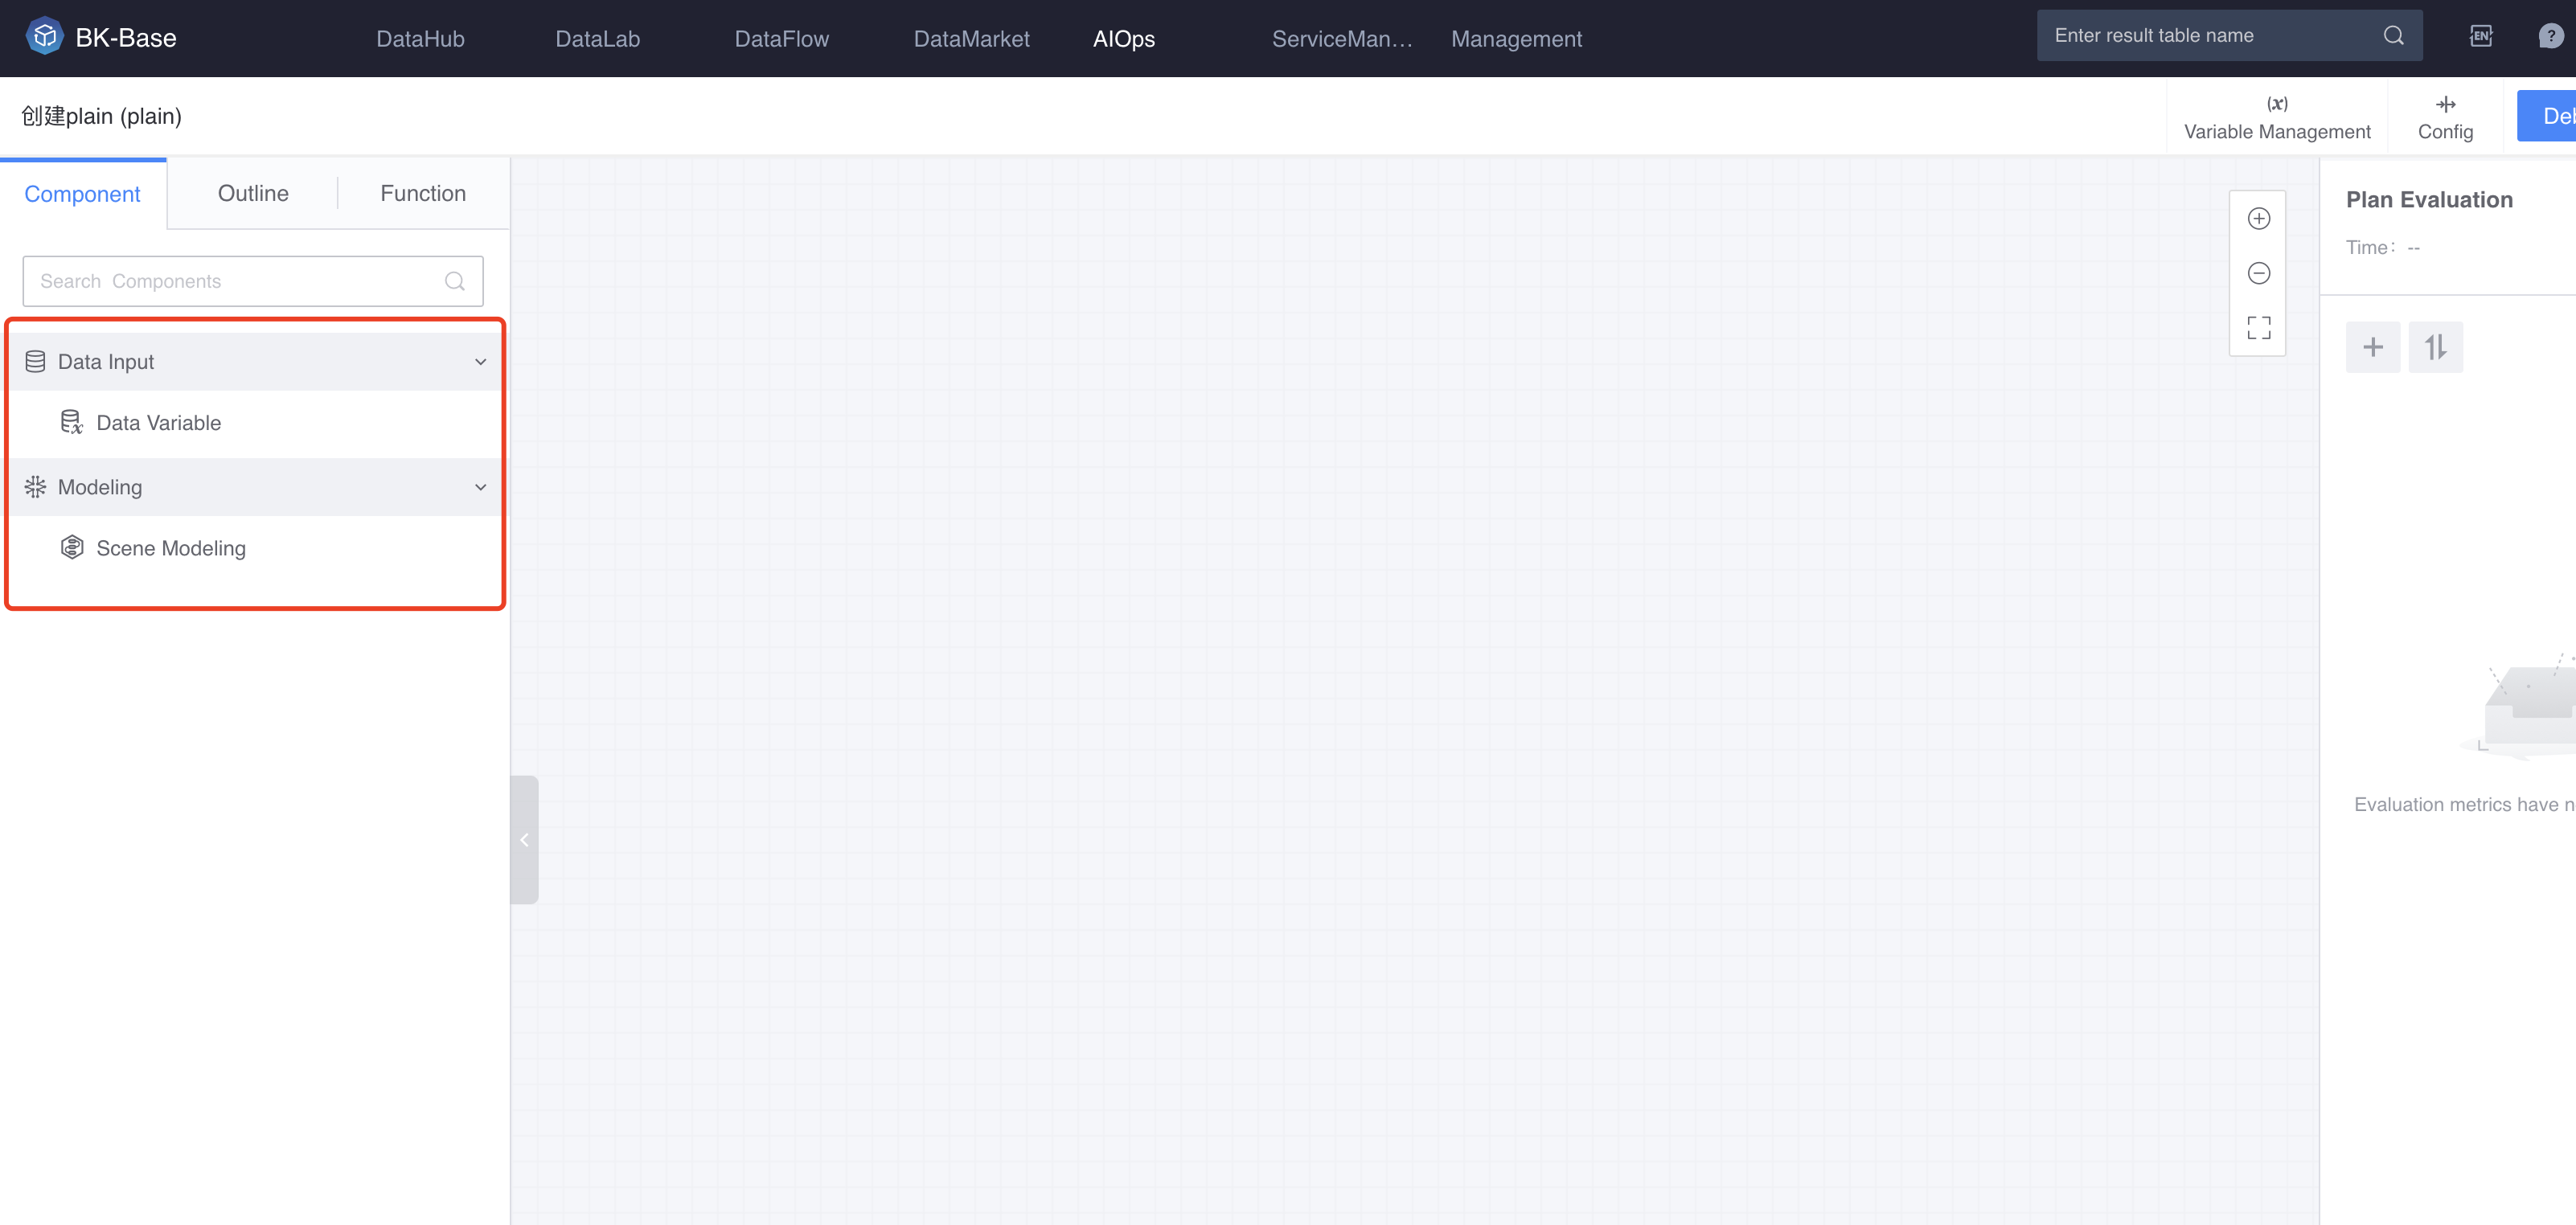 BK-Base
DataHub
DataLab
DataFlow
DataMarket
AIOps
ServiceMan...
Management
Enter result table name
EN
?
创建plain (plain)
(x)
Variable Management
Config
Component
Outline
Function
Search Components
Data Input
Data Variable
Modeling
Scene Modeling
Plan Evaluation
Time: --
Evaluation metrics have